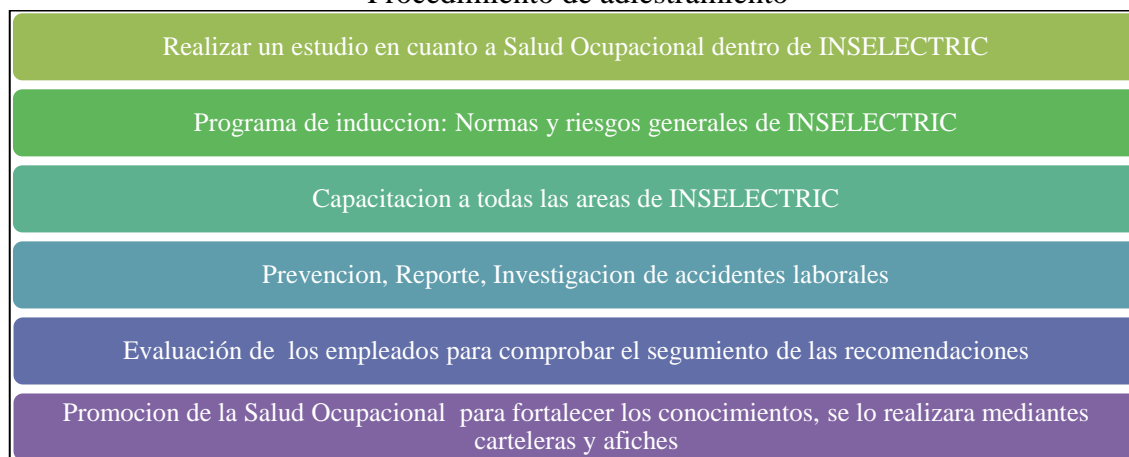 Procedimiento de adiestramiento
Realizar un estudio en cuanto a Salud Ocupacional dentro de INSELECTRIC
Programa de induccion: Normas y riesgos generales de INSELECTRIC
Capacitacion a todas las areas de INSELECTRIC
Prevencion, Reporte, Investigacion de accidentes laborales
Evaluación de los empleados para comprobar el segumiento de las recomendaciones
Promocion de la Salud Ocupacional para fortalecer los conocimientos, se lo realizara mediantes
carteleras y afiches